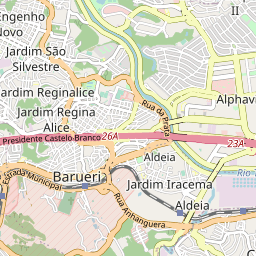 Engenho
Novo
II
Jardim São
Silvestre
Jardim Reginalice
Alphav
Rua da Prata
Jardim Regina
Alice
Presidente Castelo Branco
26A
23A
Aldeia
Rio
Estrada Municipal
Barueri
Jardim Iracema
Aldeia
Rua Anhanguera